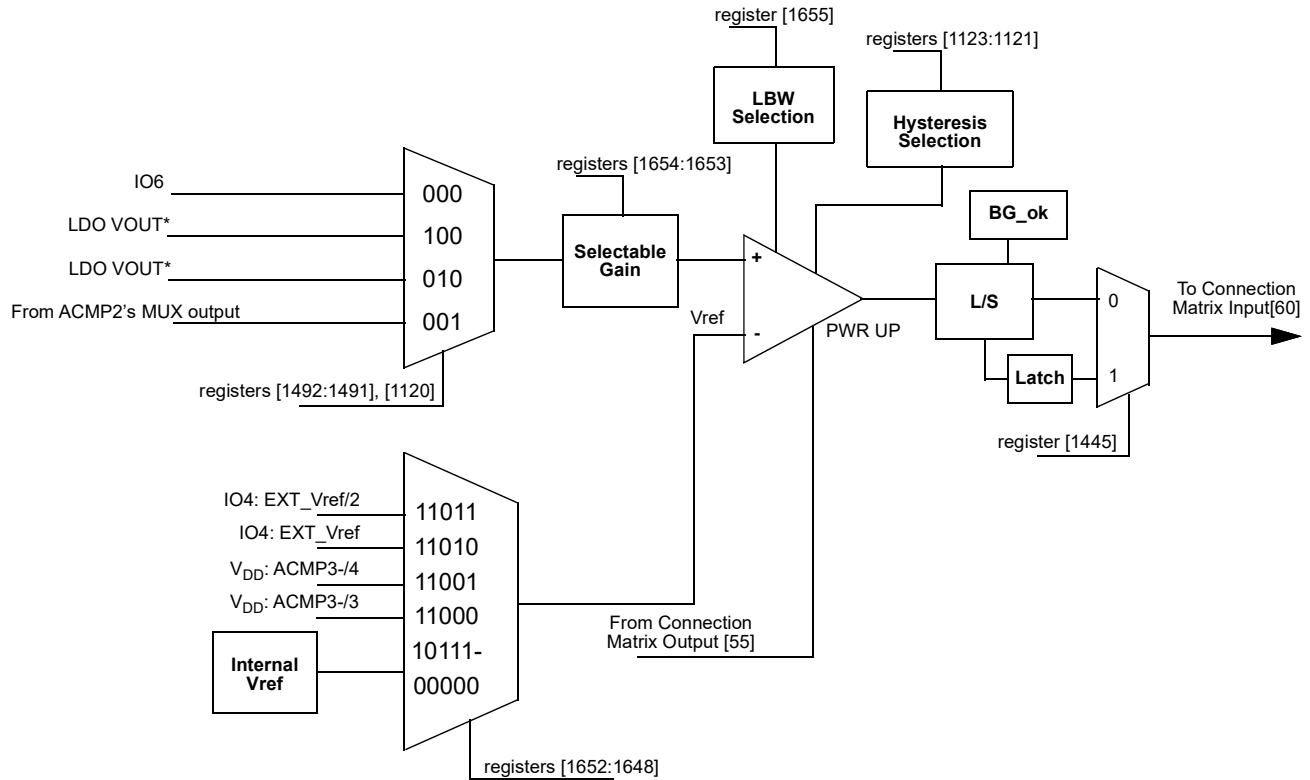 register [1655]
registers [1123:1121]
LBW
Selection
Hysteresis
Selection
registers [1654:1653]
IO6
000
LDO VOUT*
100
LDO VOUT*
010
From ACMP2's MUX output
001
Selectable
Gain
+
-
Vref
PWR UP
BG_ok
L/S
Latch
0
1
To Connection
Matrix Input[60]
registers [1492:1491], [1120]
register [1445]
IO4: EXT_Vref/2
11011
IO4: EXT_Vref
11010
VDD: ACMP3-/4
11001
VDD: ACMP3-/3
11000
Internal
Vref
10111-
00000
From Connection
Matrix Output [55]
registers [1652:1648]